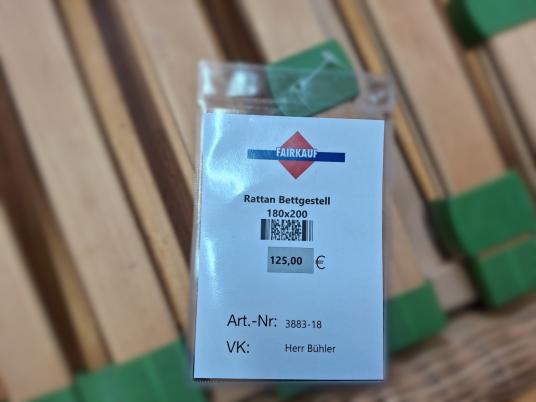 FAIRKAUF
Rattan Bettgestell
180x200
125,00 €
Art.-Nr: 3883-18
VK: Herr Bühler